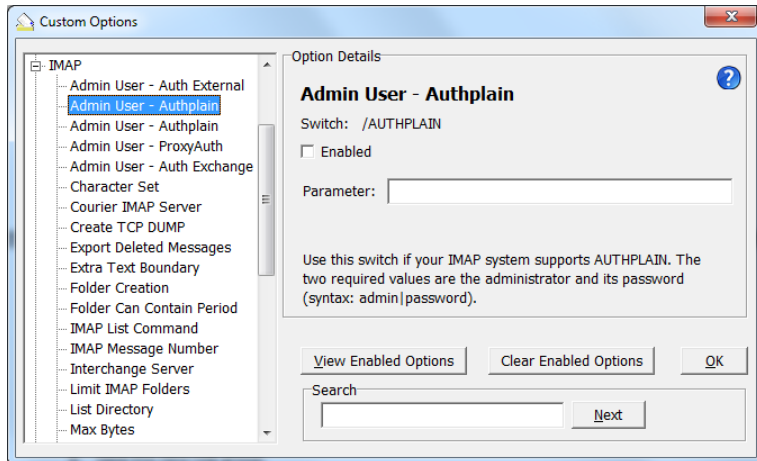 Custom Options
x
IMAP
Admin User - Auth External
Admin User - Authplain
Admin User - Authplain
Admin User - ProxyAuth
Admin User - Auth Exchange
Character Set
Courier IMAP Server
Create TCP DUMP
Export Deleted Messages
Extra Text Boundary
Folder Creation
Folder Can Contain Period
IMAP List Command
IMAP Message Number
Interchange Server
Limit IMAP Folders
List Directory
Max Bytes
Option Details
?
Admin User - Authplain
Switch: /AUTHPLAIN
Enabled
Parameter:
Use this switch if your IMAP system supports AUTHPLAIN. The
two required values are the administrator and its password
(syntax: admin|password).
View Enabled Options
Clear Enabled Options
OK
Search
Next